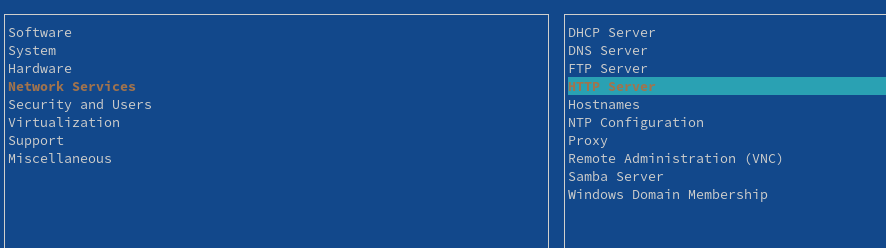 Software
System
Hardware
Network Services
Security and Users
Virtualization
Support
Miscellaneous
DHCP Server
DNS Server
FTP Server
HTTP Server
Hostnames
NTP Configuration
Proxy
Remote Administration (VNC)
Samba Server
Windows Domain Membership